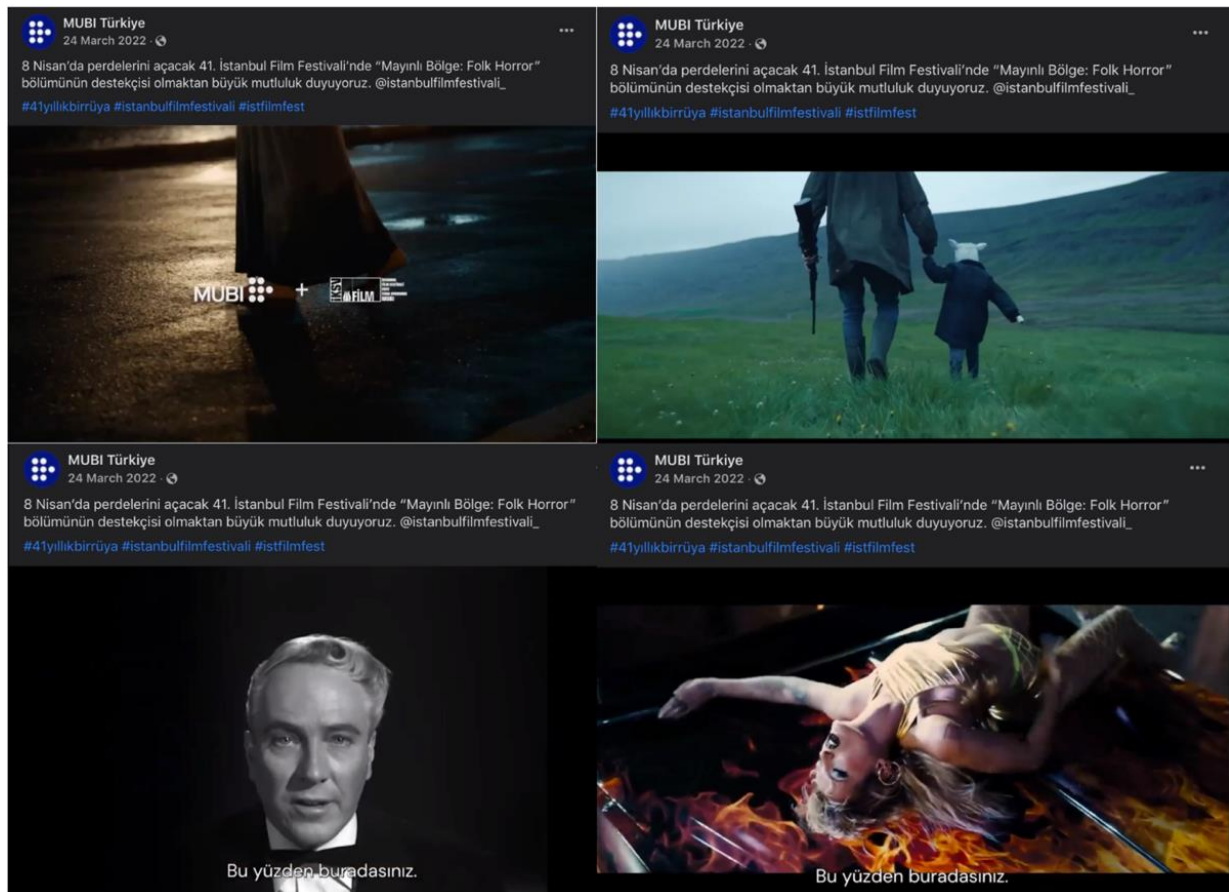 MUBI Türkiye
24 March 2022 ·
8 Nisan'da perdelerini açacak 41. İstanbul Film Festivali'nde “Mayınlı Bölge: Folk Horror”
bölümünün destekçisi olmaktan büyük mutluluk duyuyoruz. @istanbulfilmfestivali_
#41yıllıkbirrüya #istanbulfilmfestivali #istfilmfest
MUBI + İKSV FİLM
MUBI Türkiye
24 March 2022 ·
8 Nisan'da perdelerini açacak 41. İstanbul Film Festivali'nde “Mayınlı Bölge: Folk Horror”
bölümünün destekçisi olmaktan büyük mutluluk duyuyoruz. @istanbulfilmfestivali_
#41yıllıkbirrüya #istanbulfilmfestivali #istfilmfest
MUBI Türkiye
24 March 2022 ·
8 Nisan'da perdelerini açacak 41. İstanbul Film Festivali'nde “Mayınlı Bölge: Folk Horror”
bölümünün destekçisi olmaktan büyük mutluluk duyuyoruz. @istanbulfilmfestivali_
#41yıllıkbirrüya #istanbulfilmfestivali #istfilmfest
Bu yüzden buradasınız.
MUBI Türkiye
24 March 2022 ·
8 Nisan'da perdelerini açacak 41. İstanbul Film Festivali'nde “Mayınlı Bölge: Folk Horror”
bölümünün destekçisi olmaktan büyük mutluluk duyuyoruz. @istanbulfilmfestivali_
#41yıllıkbirrüya #istanbulfilmfestivali #istfilmfest
Bu yüzden buradasınız.